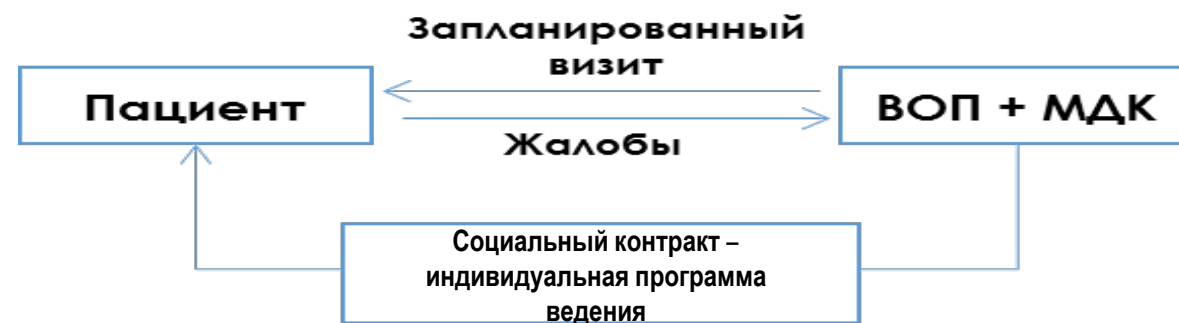 Запланированный
визит
Пациент
ВОП + МДК
Жалобы
Социальный контракт –
индивидуальная программа
ведения